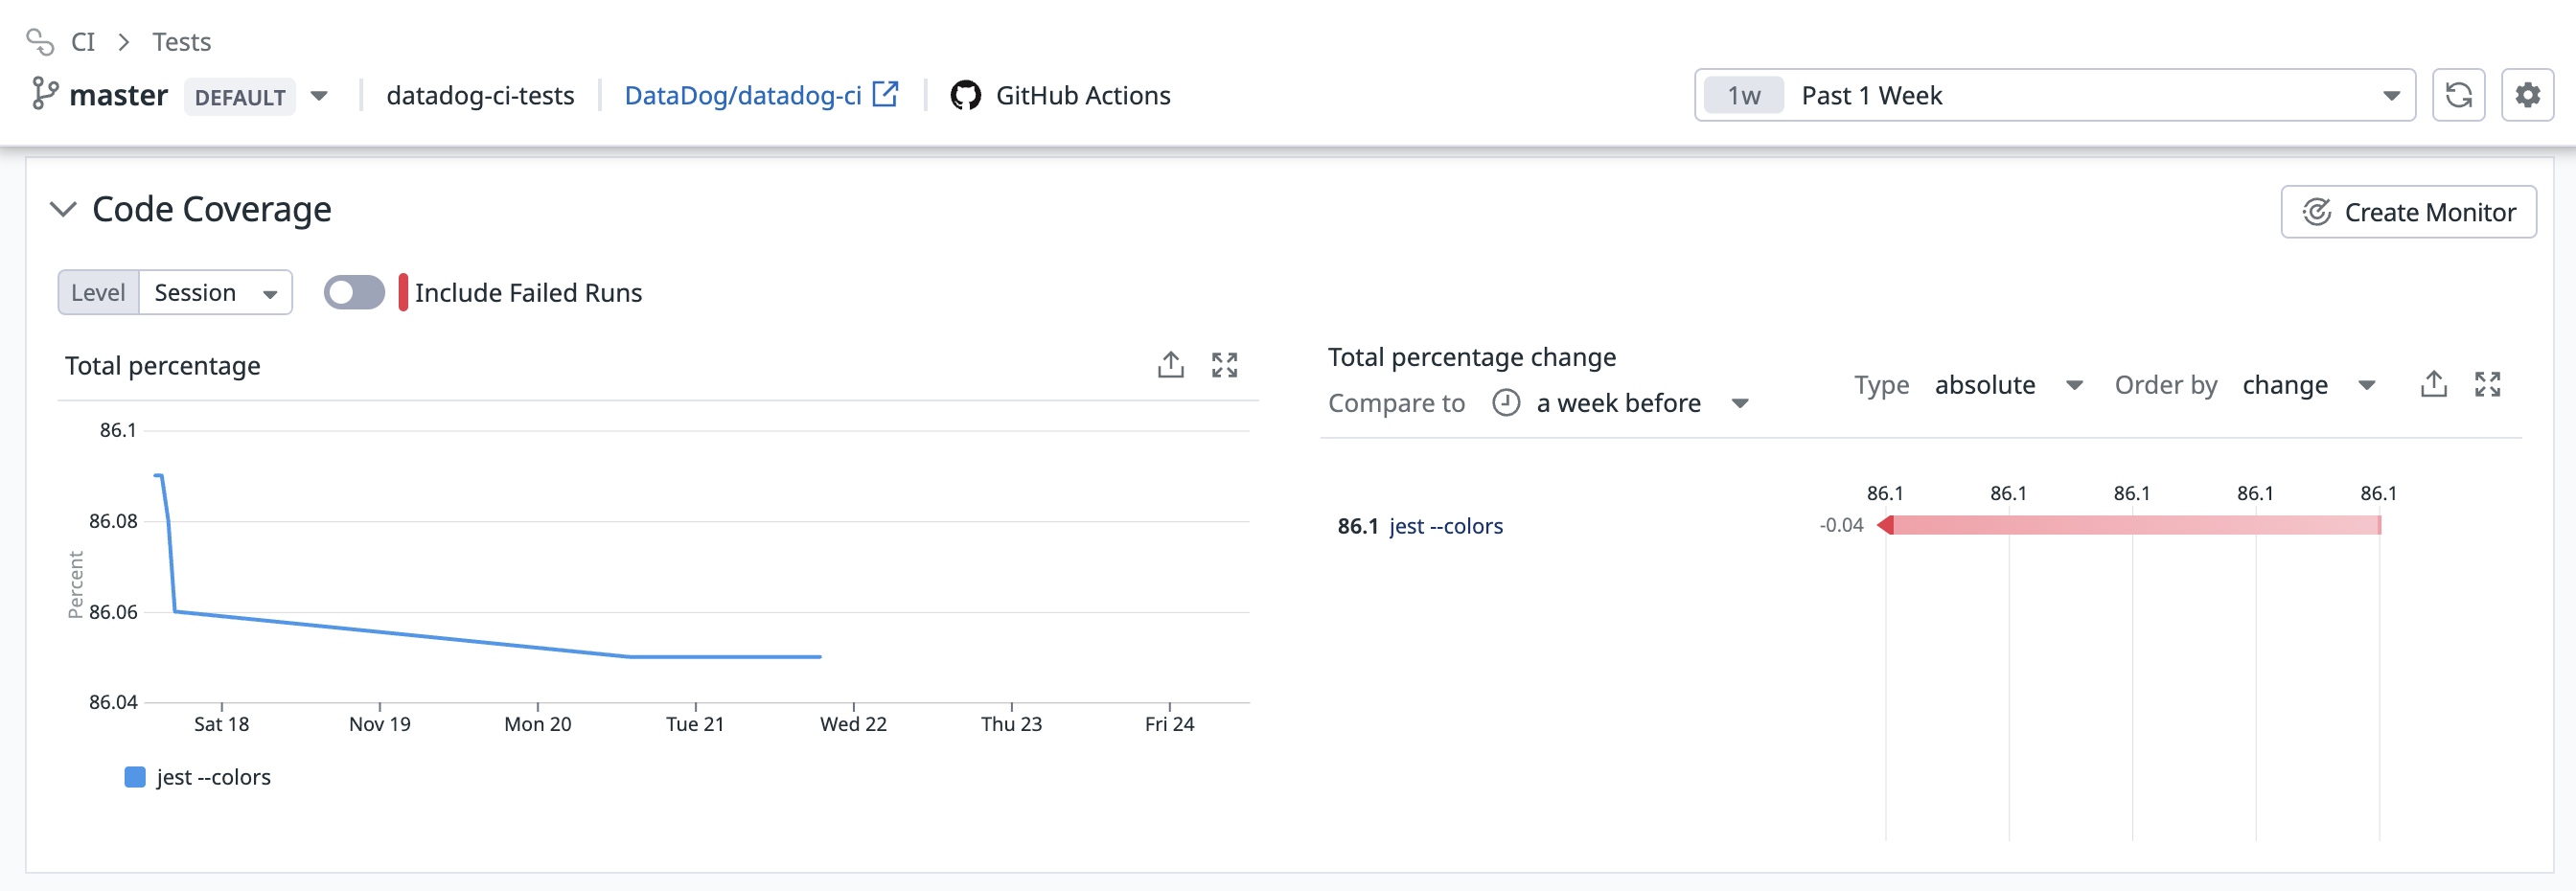 CI > Tests
master DEFAULT datadog-ci-tests DataDog/datadog-ci GitHub Actions 1w Past 1 Week
Code Coverage
Create Monitor
Level Session Include Failed Runs
Total percentage
86.1
86.08
86.06
86.04
Percent
Sat 18 Nov 19 Mon 20 Tue 21 Wed 22 Thu 23 Fri 24
jest --colors
Total percentage change
Compare to a week before
Type absolute Order by change
86.1 86.1 86.1 86.1 86.1
86.1 jest --colors -0.04